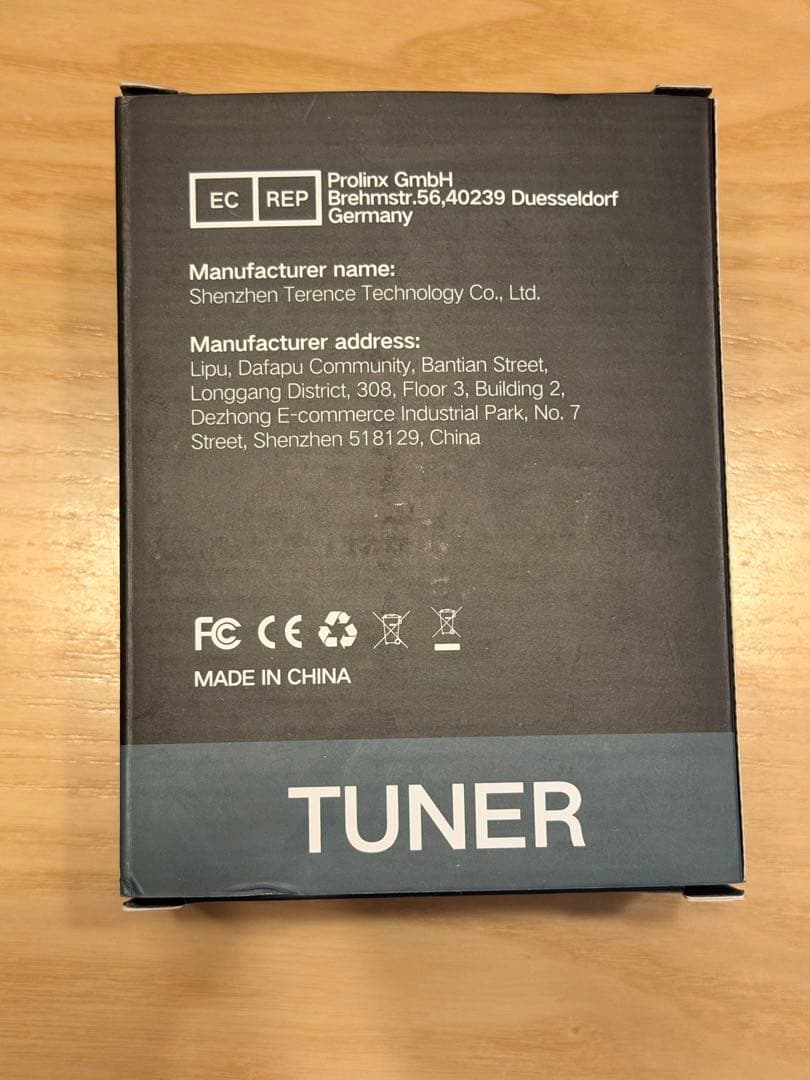 EC REP
Prolinx GmbH
Brehmstr.56,40239 Duesseldorf
Germany
Manufacturer name:
Shenzhen Terence Technology Co., Ltd.
Manufacturer address:
Lipu, Dafapu Community, Bantian Street,
Longgang District, 308, Floor 3, Building 2,
Dezhong E-commerce Industrial Park, No. 7
Street, Shenzhen 518129, China
FC CE
MADE IN CHINA
TUNER